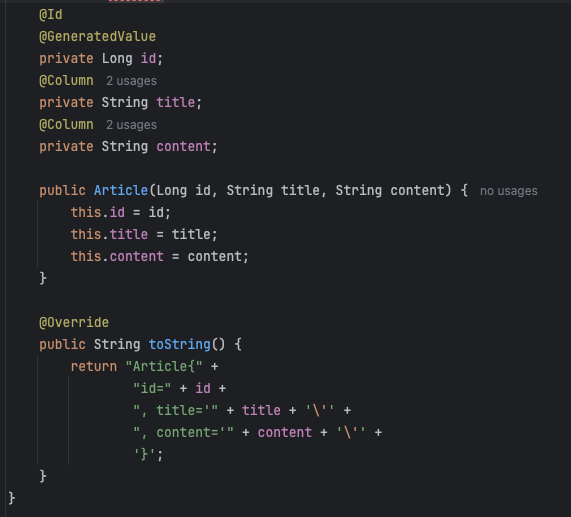 @Id
@GeneratedValue
private Long id;
@Column 2 usages
private String title;
@Column 2 usages
private String content;
public Article(Long id, String title, String content) { no usages
this.id = id;
this.title = title;
this.content = content;
}
@Override
public String toString() {
return "Article{" +
"id=" + id +
", title='" + title + '\'' +
", content='" + content + '\'' +
'}';
}
}